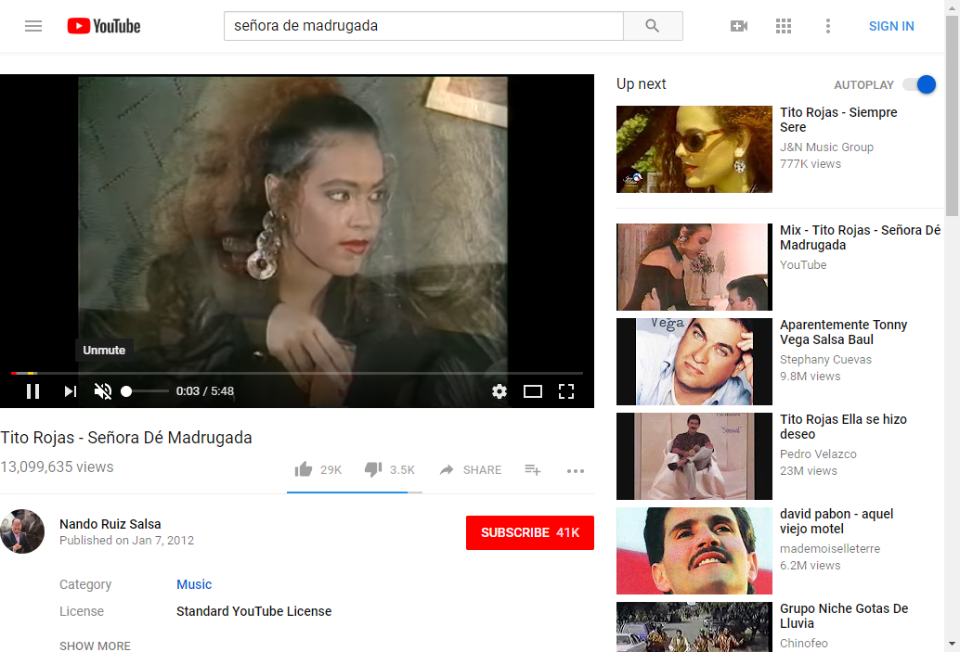 YouTube
señora de madrugada
SIGN IN
Unmute
0:03 / 5:48
Tito Rojas - Señora Dé Madrugada
13,099,635 views
29K
3.5K
SHARE
Nando Ruiz Salsa
Published on Jan 7, 2012
SUBSCRIBE 41K
Category
Music
License
Standard YouTube License
SHOW MORE
Up next
AUTOPLAY
Tito Rojas - Siempre
Sere
J&N Music Group
777K views
Mix - Tito Rojas - Señora Dé
Madrugada
YouTube
Vega
Aparentemente Tonny
Vega Salsa Baul
Stephany Cuevas
9.8M views
Tito Rojas Ella se hizo
deseo
Pedro Velazco
23M views
david pabon - aquel
viejo motel
mademoiselleterre
6.2M views
Grupo Niche Gotas De
Lluvia
Chinofeo